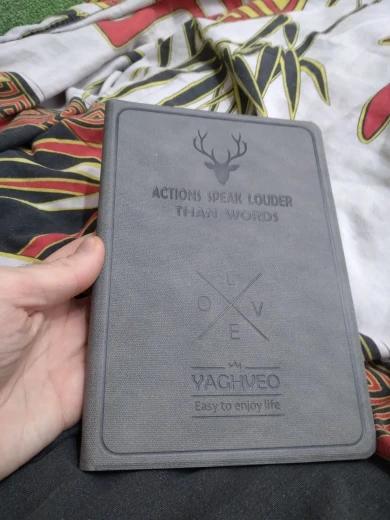 ACTIONS SPEAK LOUDER
THAN WORDS
L
O V
E
YAGHVEO
Easy to enjoy life